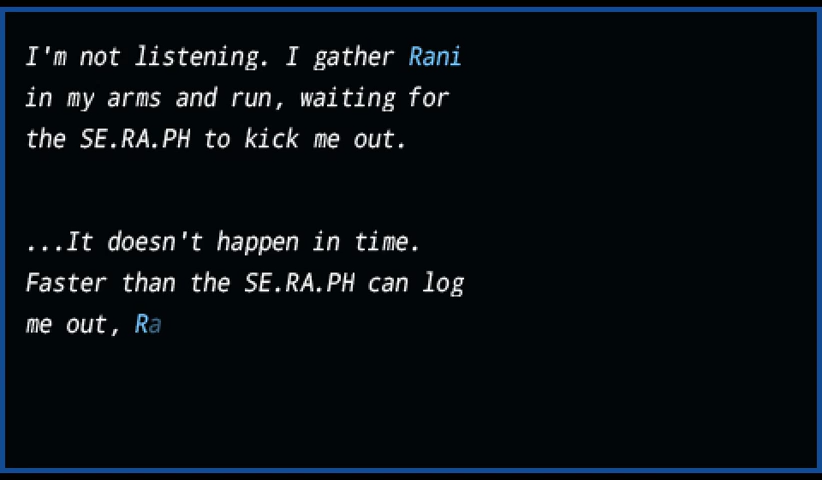 I'm not listening. I gather Rani
in my arms and run, waiting for
the SE.RA.PH to kick me out.
...It doesn't happen in time.
Faster than the SE.RA.PH can log
me out, Ra